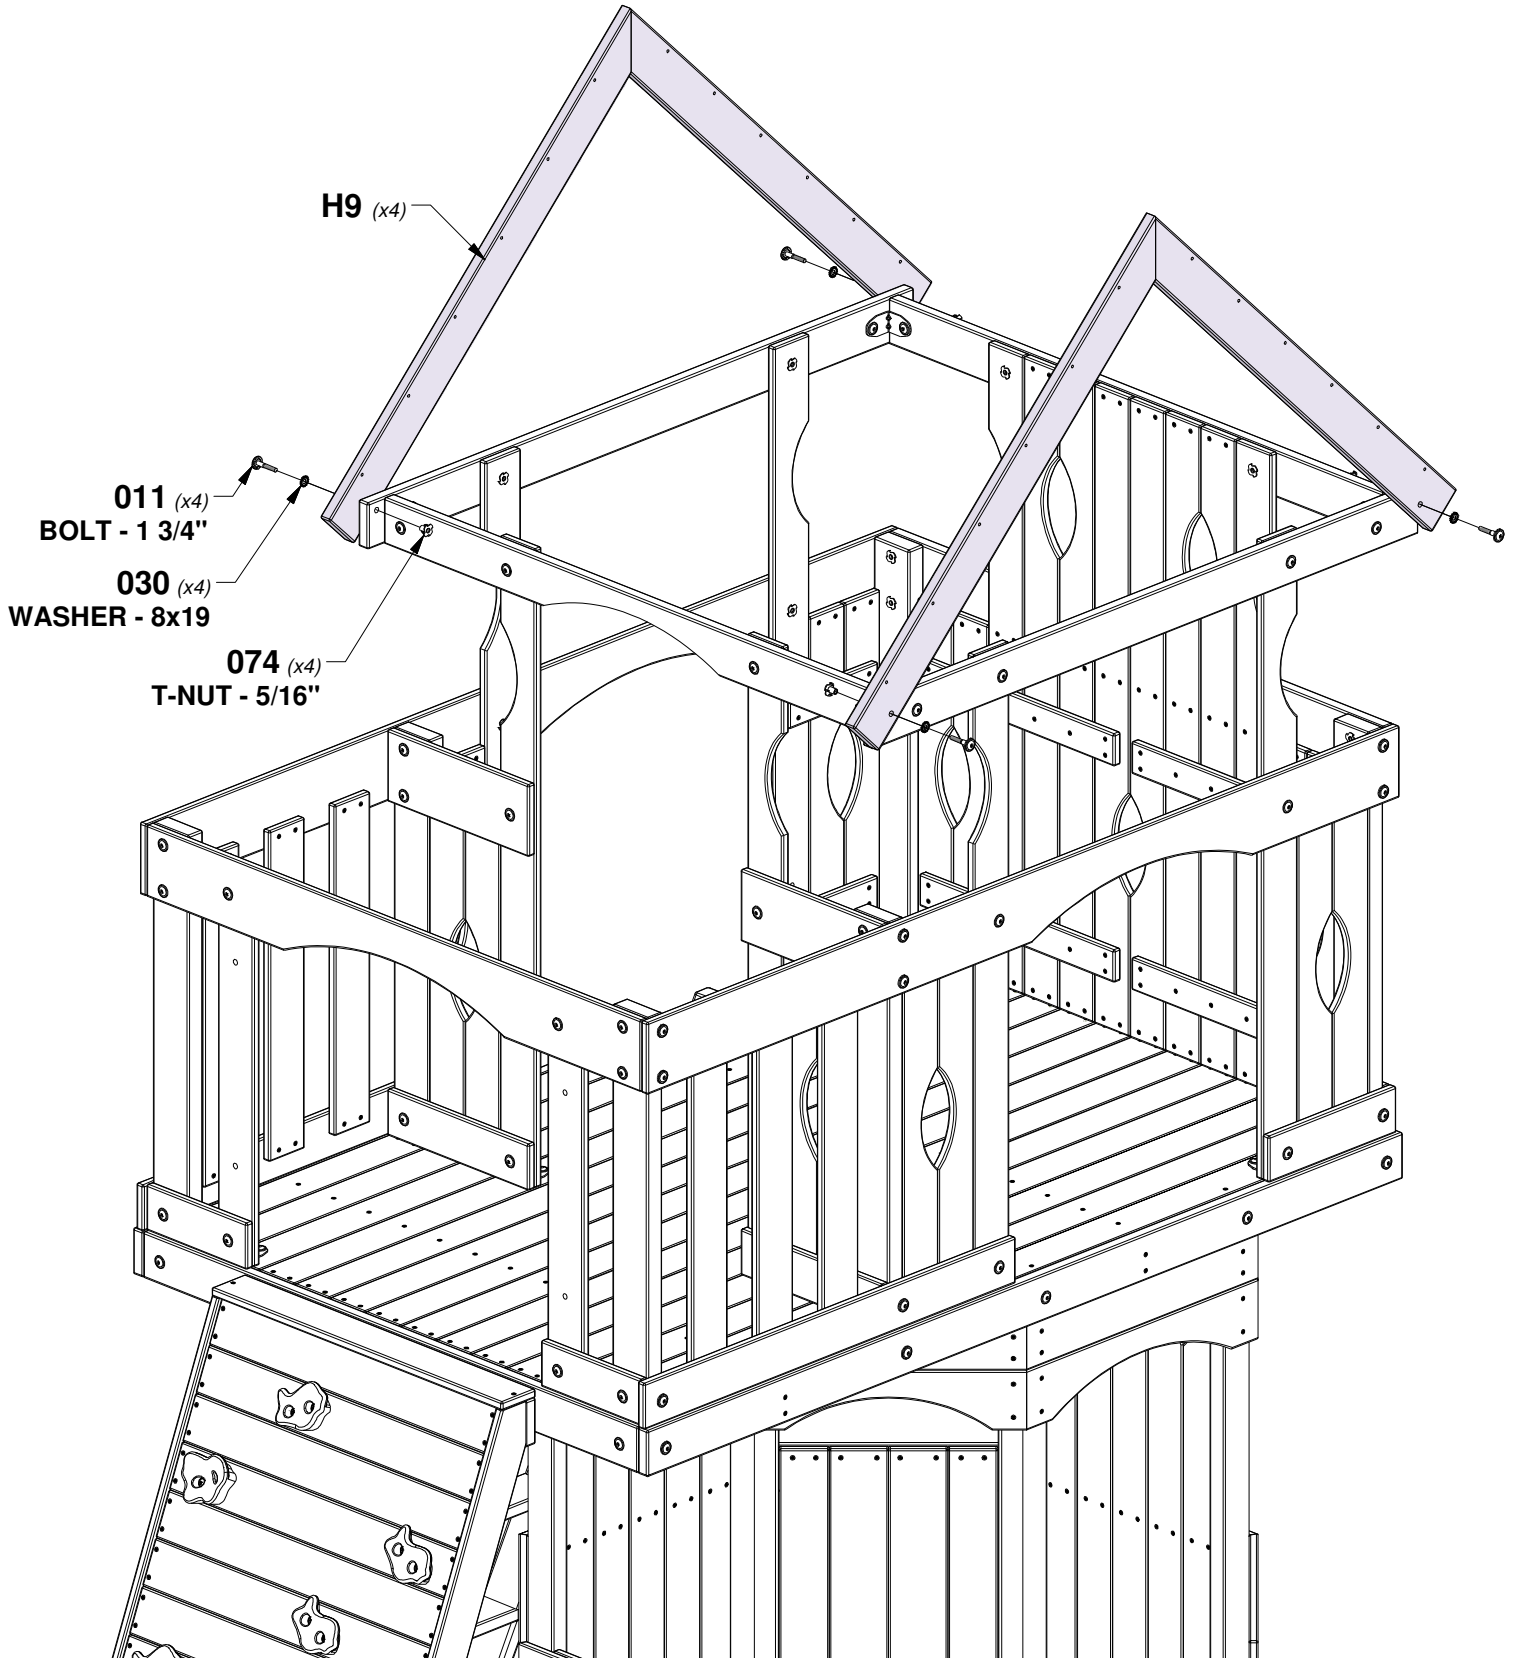 H9 (x4)
011 (x4)
BOLT - 1 3/4"
030 (x4)
WASHER - 8x19
074 (x4)
T-NUT - 5/16"